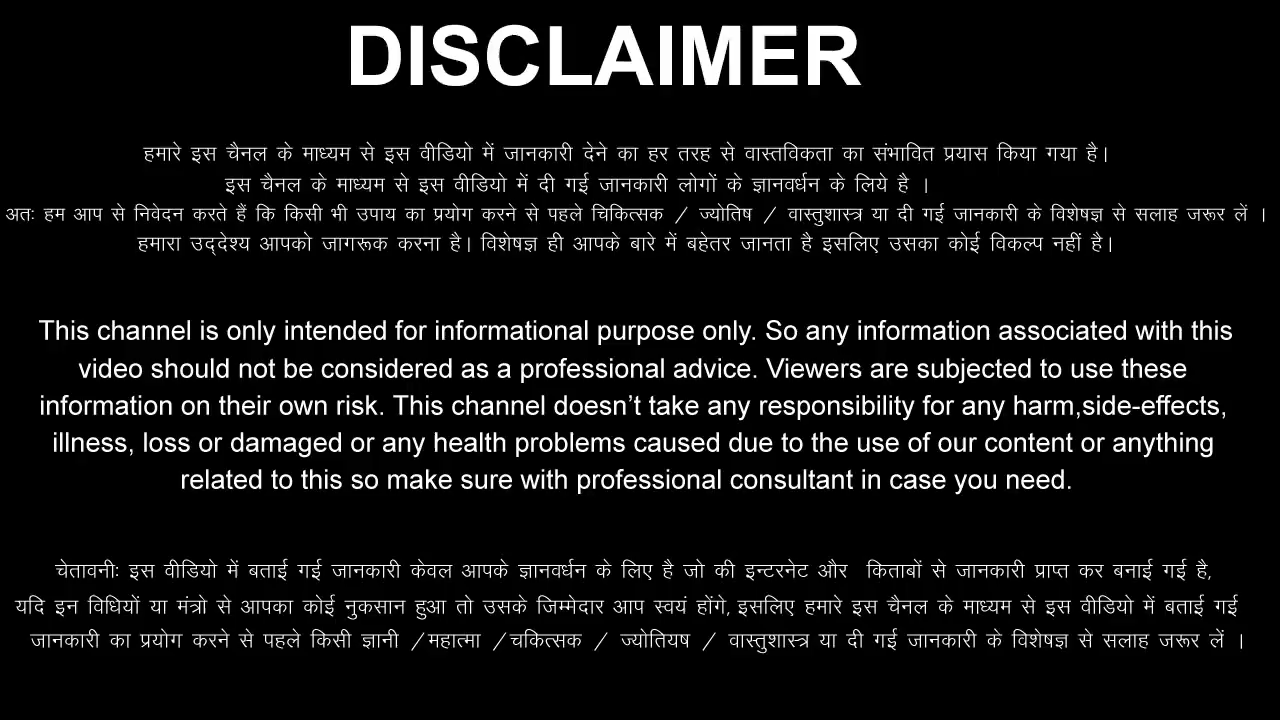 DISCLAIMER
हमारे इस चैनल के माध्यम से इस वीडियो में जानकारी देने का हर तरह से वास्तविकता का संभावित प्रयास किया गया है।
इस चैनल के माध्यम से इस वीडियो में दी गई जानकारी लोगों के ज्ञानवर्धन के लिये है ।
अतः हम आप से निवेदन करते हैं कि किसी भी उपाय का प्रयोग करने से पहले चिकित्सक / ज्योतिष / वास्तुशास्त्र या दी गई जानकारी के विशेषज्ञ से सलाह जरूर लें ।
हमारा उद्देश्य आपको जागरूक करना है। विशेषज्ञ ही आपके बारे में बहेतर जानता है इसलिए उसका कोई विकल्प नहीं है।
This channel is only intended for informational purpose only. So any information associated with this
video should not be considered as a professional advice. Viewers are subjected to use these
information on their own risk. This channel doesn’t take any responsibility for any harm,side-effects,
illness, loss or damaged or any health problems caused due to the use of our content or anything
related to this so make sure with professional consultant in case you need.
चेतावनीः इस वीडियो में बताई गई जानकारी केवल आपके ज्ञानवर्धन के लिए है जो की इन्टरनेट और किताबों से जानकारी प्राप्त कर बनाई गई है,
यदि इन विधियों या मंत्रो से आपका कोई नुकसान हुआ तो उसके जिम्मेदार आप स्वयं होंगे, इसलिए हमारे इस चैनल के माध्यम से इस वीडियो में बताई गई
जानकारी का प्रयोग करने से पहले किसी ज्ञानी /महात्मा /चकित्सक / ज्योतियष / वास्तुशास्त्र या दी गई जानकारी के विशेषज्ञ से सलाह जरूर लें ।